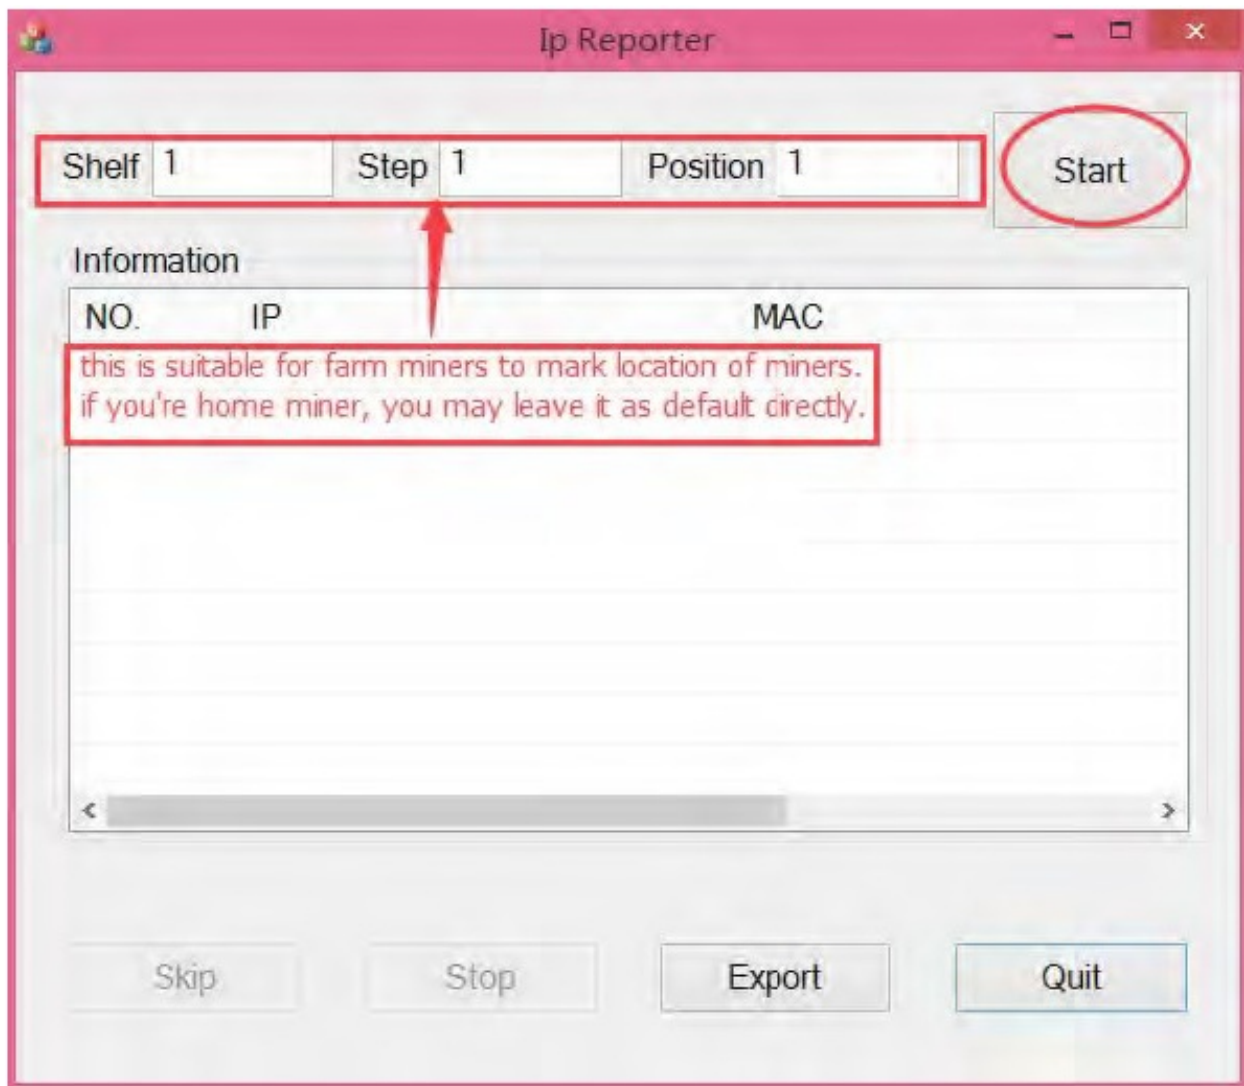 Ip Reporter
Shelf 1 Step 1 Position 1 Start
Information
NO. IP MAC
this is suitable for farm miners to mark location of miners.
if you're home miner, you may leave it as default directly.
Skip Stop Export Quit